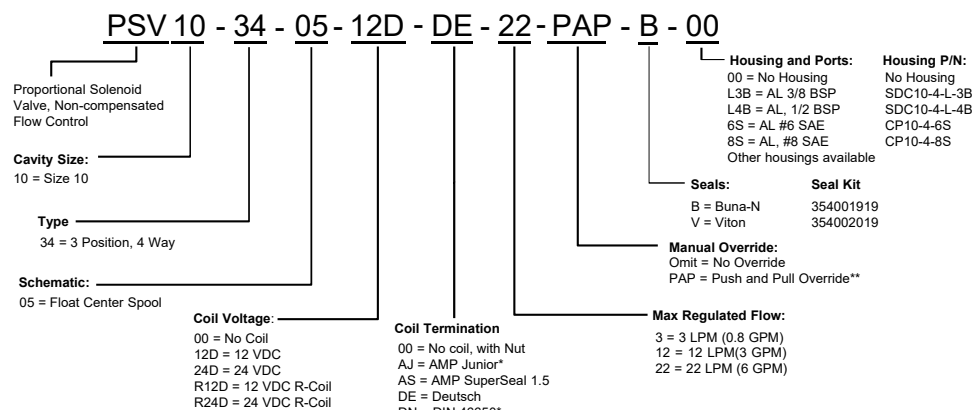 PSV 10 - 34 - 05 - 12D - DE - 22 - PAP - B - 00
Proportional Solenoid
Valve, Non-compensated
Flow Control
Cavity Size:
10 = Size 10
Type
34 = 3 Position, 4 Way
Schematic:
05 = Float Center Spool
Coil Voltage:
00 = No Coil
12D = 12 VDC
24D = 24 VDC
R12D = 12 VDC R-Coil
R24D = 24 VDC R-Coil
Coil Termination
00 = No coil, with Nut
AJ = AMP Junior*
AS = AMP SuperSeal 1.5
DE = Deutsch
Max Regulated Flow:
3 = 3 LPM (0.8 GPM)
12 = 12 LPM(3 GPM)
22 = 22 LPM (6 GPM)
Manual Override:
Omit = No Override
PAP = Push and Pull Override**
Seals: Seal Kit
B = Buna-N 354001919
V = Viton 354002019
Housing and Ports: Housing P/N:
00 = No Housing No Housing
L3B = AL 3/8 BSP SDC10-4-L-3B
L4B = AL, 1/2 BSP SDC10-4-L-4B
6S = AL #6 SAE CP10-4-6S
8S = AL, #8 SAE CP10-4-8S
Other housings available